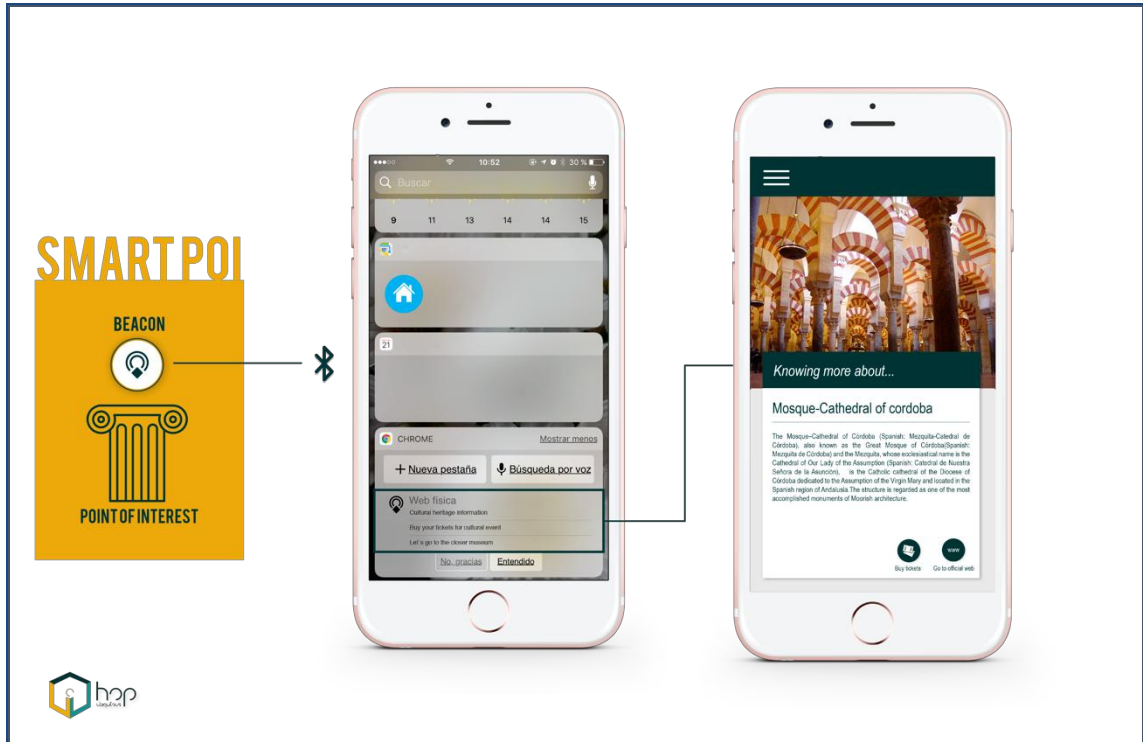 SMART POI
BEACON
POINT OF INTEREST
10:52
30 %
Buscar
9 11 13 14 14 15
21
CHROME
Mostrar menos
+ Nueva pestaña
Búsqueda por voz
Web física
Cultural heritage information
Buy your tickets for cultural event
Let´s go to the closer museum
No, gracias
Entendido
Knowing more about...
Mosque-Cathedral of cordoba
The Mosque–Cathedral of Córdoba (Spanish: Mezquita-Catedral de
Córdoba), also known as the Great Mosque of Córdoba(Spanish:
Mezquita de Córdoba) and the Mezquita, whose ecclesiastical name is the
Cathedral of Our Lady of the Assumption (Spanish: Catedral de Nuestra
Señora de la Asunción), is the Catholic cathedral of the Diocese of
Córdoba dedicated to the Assumption of the Virgin Mary and located in the
Spanish region of Andalusia.The structure is regarded as one of the most
accomplished monuments of Moorish architecture.
www
Buy tickets
Go to official web
hop
ubiquitous